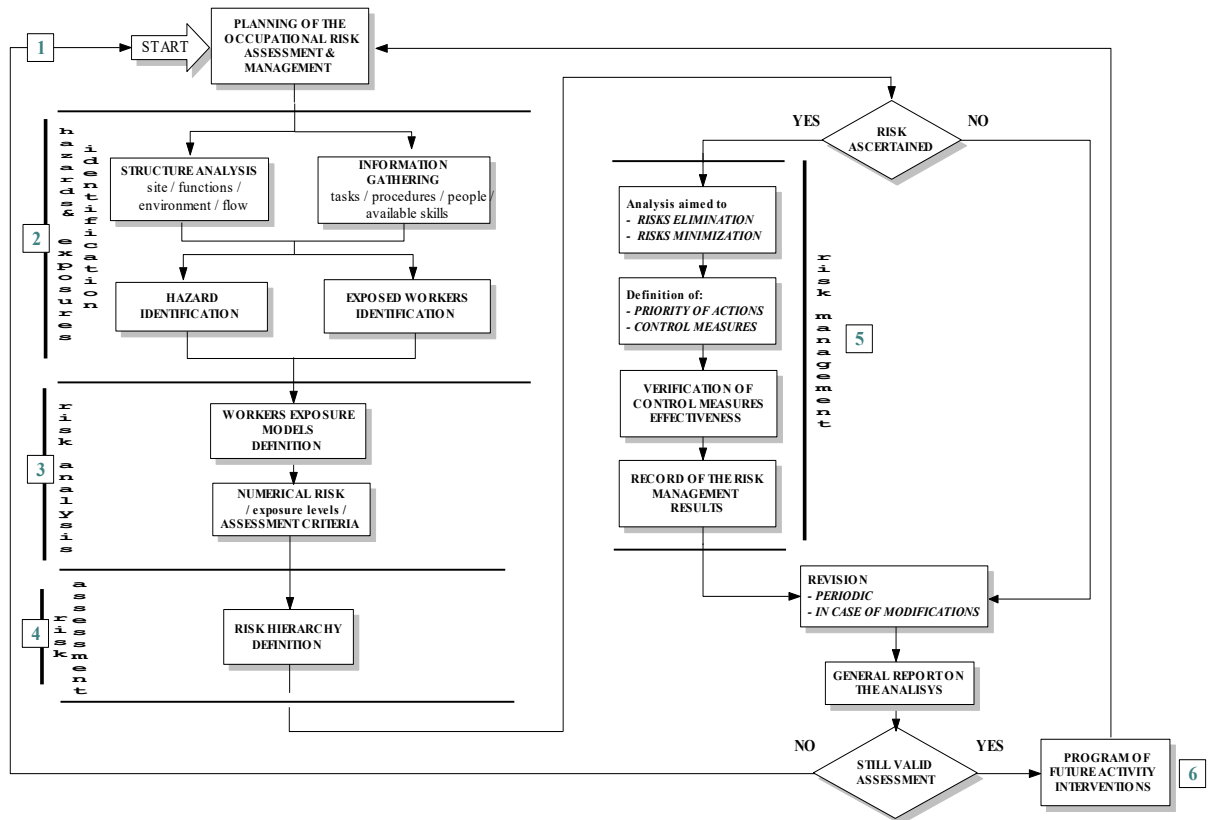 1
START
PLANNING OF THE
OCCUPATIONAL RISK
ASSESSMENT &
MANAGEMENT
2
hazards & exposures
identification
STRUCTURE ANALYSIS
site / functions /
environment / flow
INFORMATION
GATHERING
tasks / procedures / people /
available skills
HAZARD
IDENTIFICATION
EXPOSED WORKERS
IDENTIFICATION
3
risk analysis
WORKERS EXPOSURE
MODELS
DEFINITION
NUMERICAL RISK
/ exposure levels /
ASSESSMENT CRITERIA
4
risk
assessment
RISK HIERARCHY
DEFINITION
YES
RISK
ASCERTAINED
NO
Analysis aimed to
- RISKS ELIMINATION
- RISKS MINIMIZATION
Definition of:
- PRIORITY OF ACTIONS
- CONTROL MEASURES
VERIFICATION OF
CONTROL MEASURES
EFFECTIVENESS
RECORD OF THE RISK
MANAGEMENT
RESULTS
risk management
5
REVISION
- PERIODIC
- IN CASE OF MODIFICATIONS
GENERAL REPORT ON
THE ANALISYS
NO
STILL VALID
ASSESSMENT
YES
PROGRAM OF
FUTURE ACTIVITY
INTERVENTIONS
6